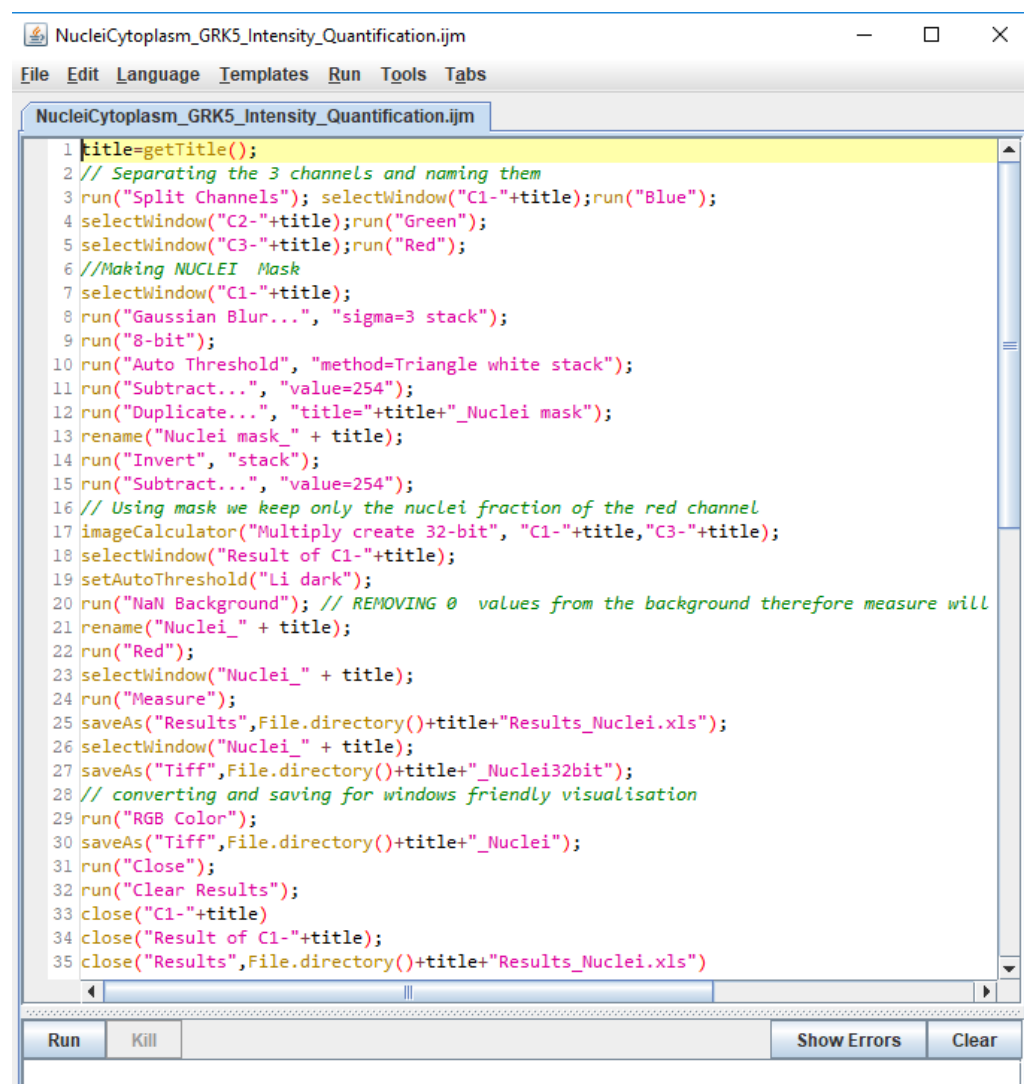 NucleiCytoplasm_GRK5_Intensity_Quantification.ijm
File Edit Language Templates Run Tools Tabs
NucleiCytoplasm_GRK5_Intensity_Quantification.ijm
1 title=getTitle();
2 // Separating the 3 channels and naming them
3 run("Split Channels"); selectWindow("C1-"+title);run("Blue");
4 selectWindow("C2-"+title);run("Green");
5 selectWindow("C3-"+title);run("Red");
6 //Making NUCLEI  Mask
7 selectWindow("C1-"+title);
8 run("Gaussian Blur...", "sigma=3 stack");
9 run("8-bit");
10 run("Auto Threshold", "method=Triangle white stack");
11 run("Subtract...", "value=254");
12 run("Duplicate...", "title="+title+"_Nuclei mask");
13 rename("Nuclei mask_" + title);
14 run("Invert", "stack");
15 run("Subtract...", "value=254");
16 // Using mask we keep only the nuclei fraction of the red channel
17 imageCalculator("Multiply create 32-bit", "C1-"+title,"C3-"+title);
18 selectWindow("Result of C1-"+title);
19 setAutoThreshold("Li dark");
20 run("NaN Background"); // REMOVING 0  values from the background therefore measure will
21 rename("Nuclei_" + title);
22 run("Red");
23 selectWindow("Nuclei_" + title);
24 run("Measure");
25 saveAs("Results",File.directory()+title+"Results_Nuclei.xls");
26 selectWindow("Nuclei_" + title);
27 saveAs("Tiff",File.directory()+title+"_Nuclei32bit");
28 // converting and saving for windows friendly visualisation
29 run("RGB Color");
30 saveAs("Tiff",File.directory()+title+"_Nuclei");
31 run("Close");
32 run("Clear Results");
33 close("C1-"+title)
34 close("Result of C1-"+title);
35 close("Results",File.directory()+title+"Results_Nuclei.xls")
Run Kill Show Errors Clear